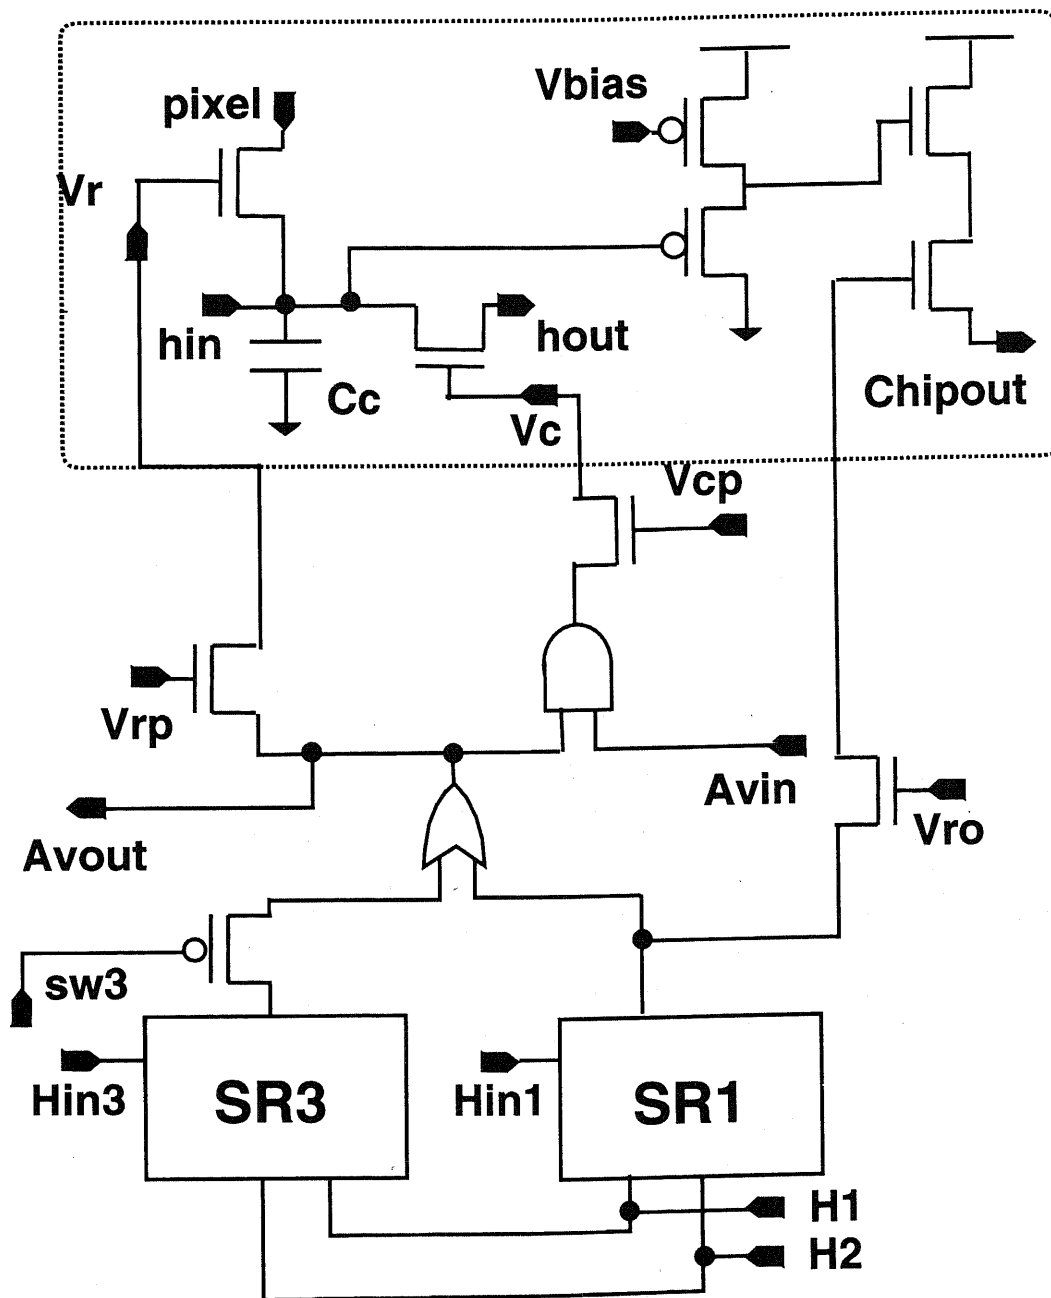 Vbias
pixel
Vr
hin
hout
Cc
Vc
Chipout
Vcp
Vrp
Avin
Vro
Avout
sw3
Hin3
SR3
Hin1
SR1
H1
H2